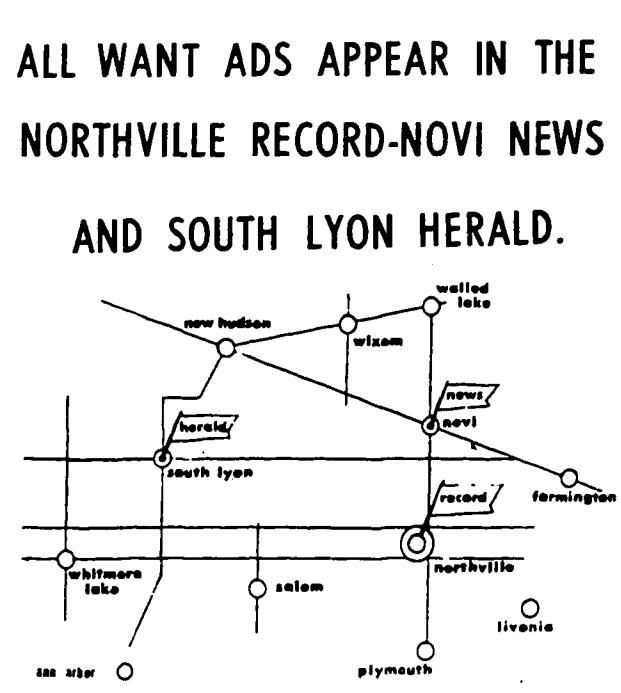 ALL WANT ADS APPEAR IN THE
NORTHVILLE RECORD-NOVI NEWS
AND SOUTH LYON HERALD.
walled
lake
new hudson
wixom
news
novi
herald
south lyon
farmington
record
northville
whitmore
lake
salem
livonia
ann arbor
plymouth